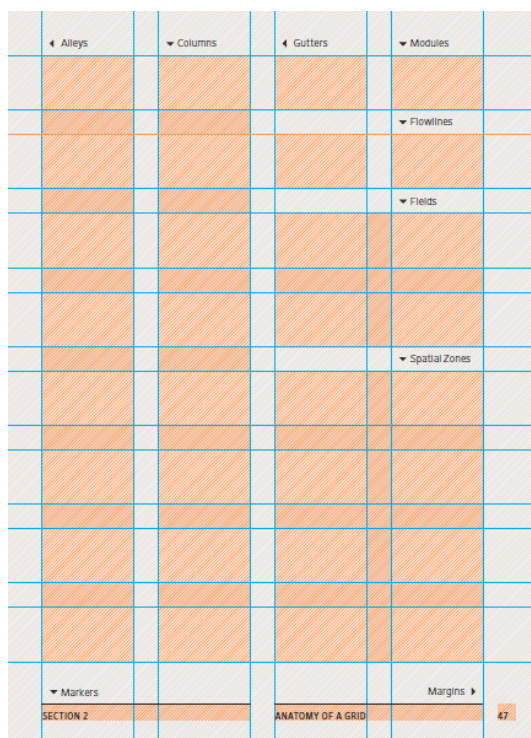 Alleys
Columns
Gutters
Modules
Flowlines
Fields
Spatial Zones
Markers
Margins
SECTION 2
ANATOMY OF A GRID
47